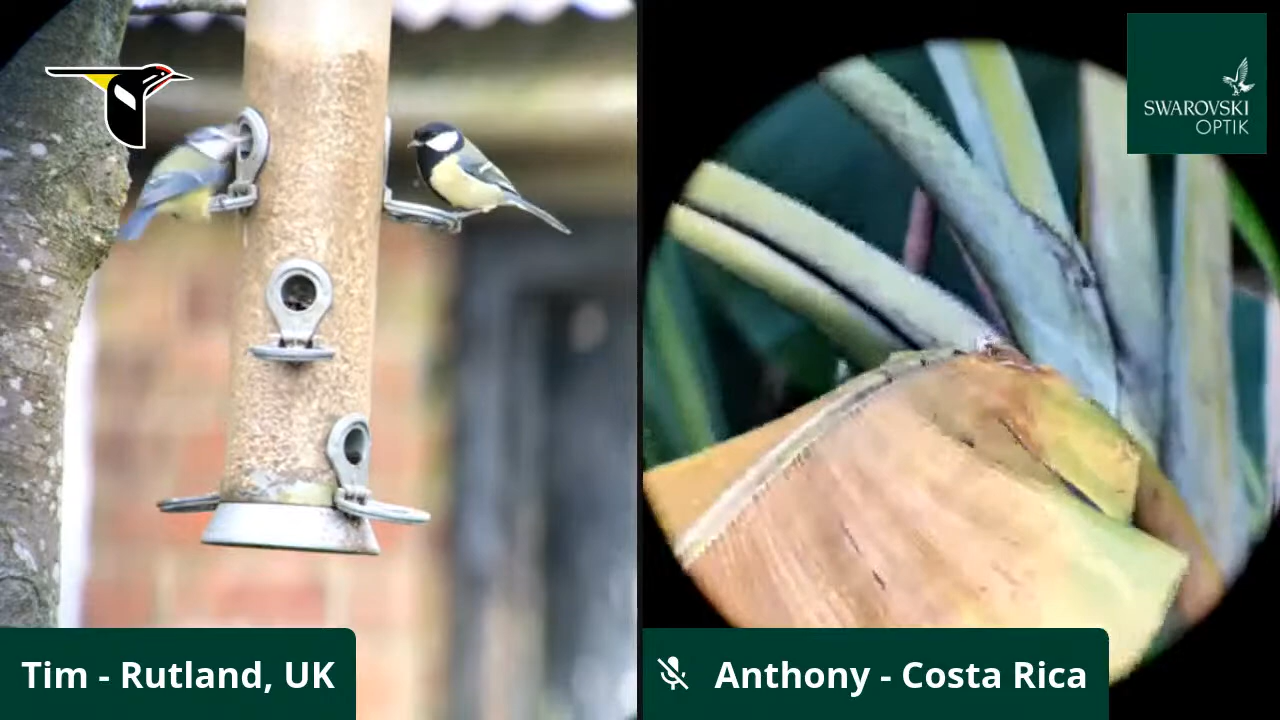 SWAROVSKI
OPTIK
Tim - Rutland, UK
Anthony - Costa Rica